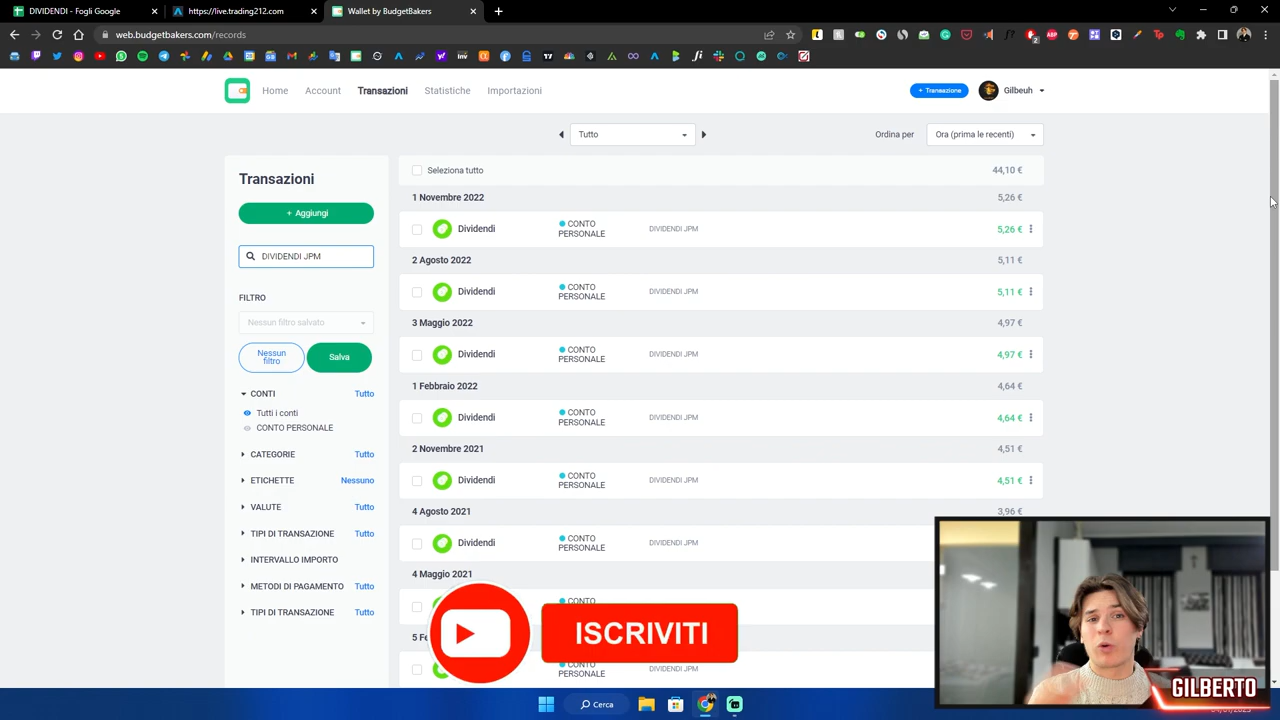 DIVIDENDI - Fogli Google
https://live.trading212.com
Wallet by BudgetBakers
web.budgetbakers.com/records
Home
Account
Transazioni
Statistiche
Importazioni
+ Transazione
Gilbeuh
Tutto
Ordina per
Ora (prima le recenti)
Transazioni
+ Aggiungi
DIVIDENDI JPM
FILTRO
Nessun filtro salvato
Nessun
filtro
Salva
CONTI
Tutto
Tutti i conti
CONTO PERSONALE
CATEGORIE
Tutto
ETICHETTE
Nessuno
VALUTE
Tutto
TIPI DI TRANSAZIONE
Tutto
INTERVALLO IMPORTO
METODI DI PAGAMENTO
Tutto
TIPI DI TRANSAZIONE
Tutto
Seleziona tutto
44,10 €
1 Novembre 2022
5,26 €
Dividendi
CONTO
PERSONALE
DIVIDENDI JPM
5,26 €
2 Agosto 2022
5,11 €
Dividendi
CONTO
PERSONALE
DIVIDENDI JPM
5,11 €
3 Maggio 2022
4,97 €
Dividendi
CONTO
PERSONALE
DIVIDENDI JPM
4,97 €
1 Febbraio 2022
4,64 €
Dividendi
CONTO
PERSONALE
DIVIDENDI JPM
4,64 €
2 Novembre 2021
4,51 €
Dividendi
CONTO
PERSONALE
DIVIDENDI JPM
4,51 €
4 Agosto 2021
3,96 €
Dividendi
CONTO
PERSONALE
DIVIDENDI JPM
4 Maggio 2021
CONTO
5 Fe
CONTO
PERSONALE
DIVIDENDI JPM
ISCRIVITI
GILBERTO
Cerca